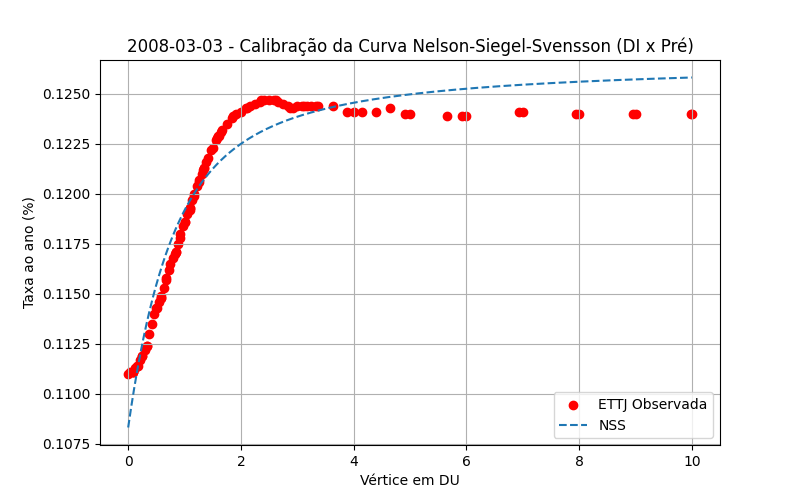 2008-03-03 - Calibração da Curva Nelson-Siegel-Svensson (DI x Pré)
Taxa ao ano (%)
0.1250
0.1225
0.1200
0.1175
0.1150
0.1125
0.1100
0.1075
ETTJ Observada
NSS
0 2 4 6 8 10
Vértice em DU